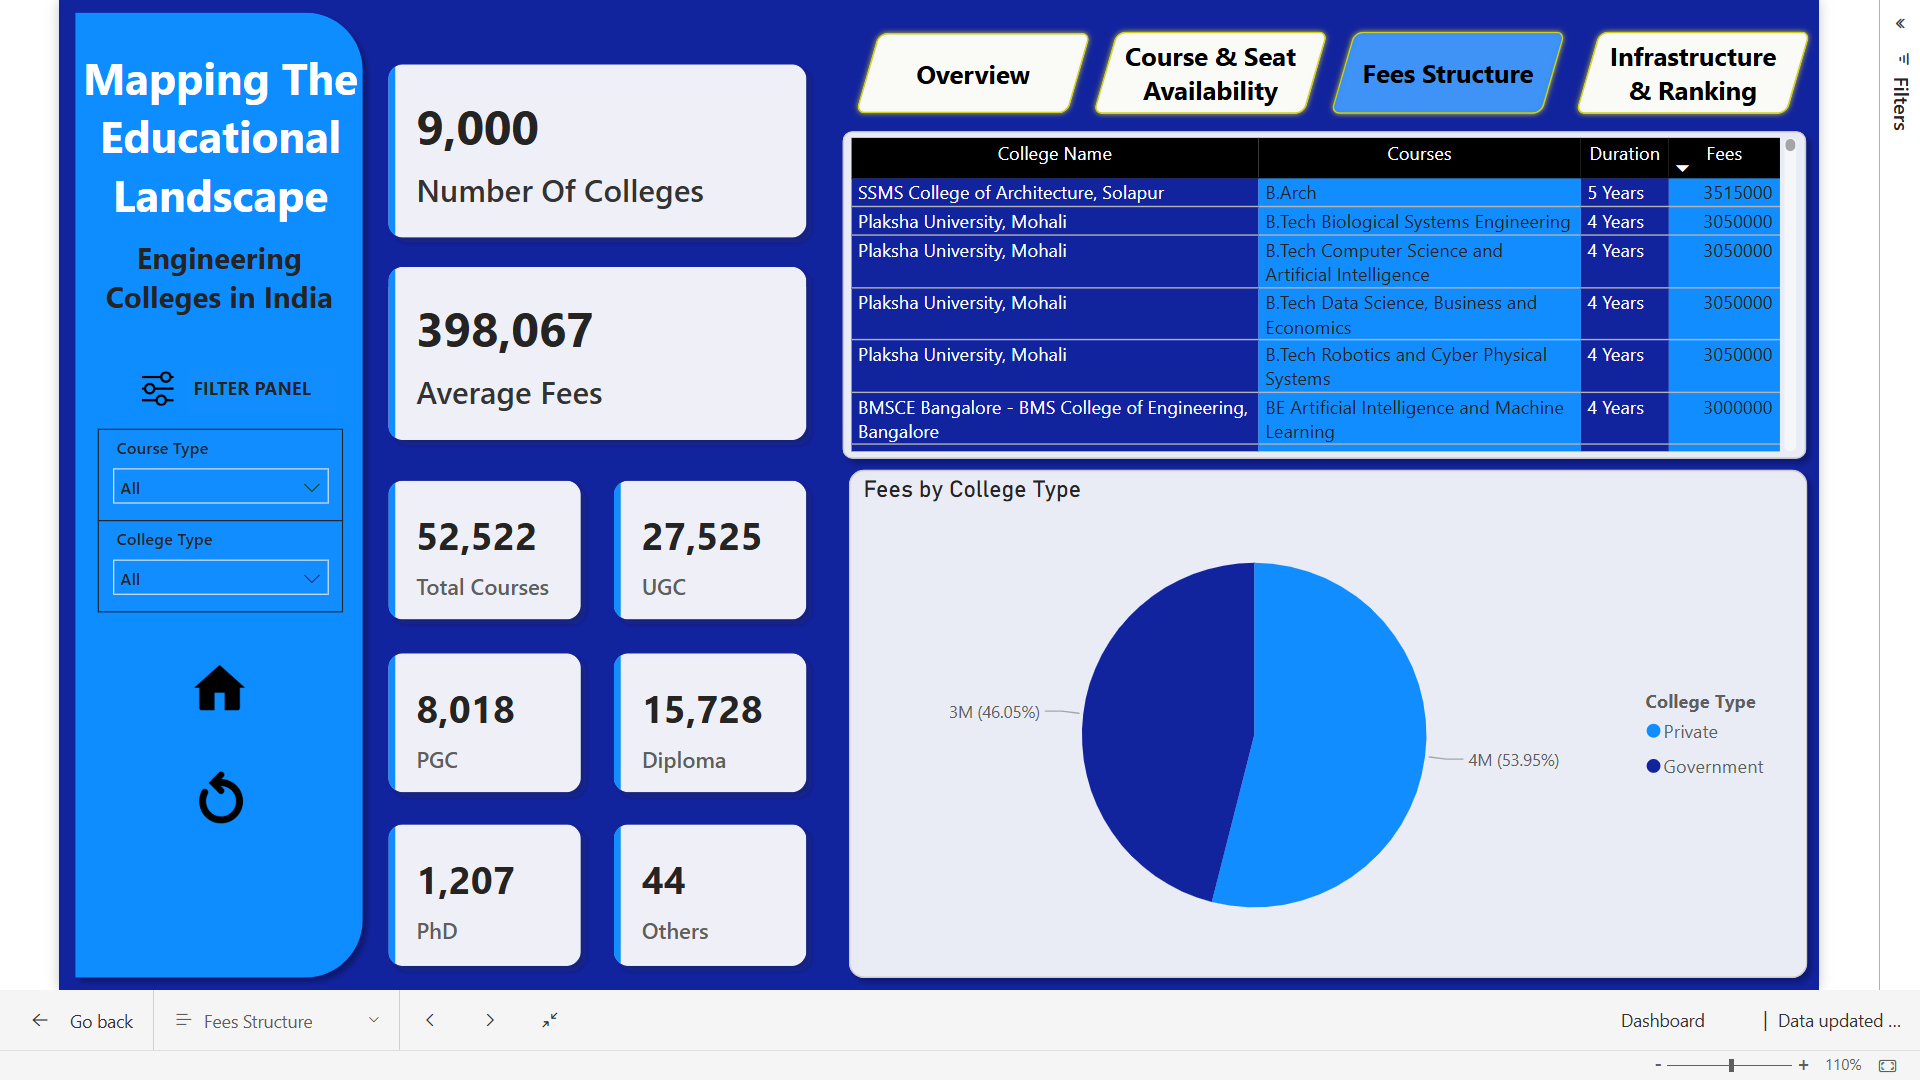 Mapping The
Educational
Landscape
Engineering
Colleges in India
FILTER PANEL
Course Type
All
College Type
All
9,000
Number Of Colleges
398,067
Average Fees
52,522
Total Courses
27,525
UGC
8,018
PGC
15,728
Diploma
1,207
PhD
44
Others
Overview
Course & Seat
Availability
Fees Structure
Infrastructure
& Ranking
College Name Courses Duration Fees
SSMS College of Architecture, Solapur B.Arch 5 Years 3515000
Plaksha University, Mohali B.Tech Biological Systems Engineering 4 Years 3050000
Plaksha University, Mohali B.Tech Computer Science and 4 Years 3050000
Artificial Intelligence
Plaksha University, Mohali B.Tech Data Science, Business and 4 Years 3050000
Economics
Plaksha University, Mohali B.Tech Robotics and Cyber Physical 4 Years 3050000
Systems
BMSCE Bangalore - BMS College of Engineering, BE Artificial Intelligence and Machine 4 Years 3000000
Bangalore Learning
Fees by College Type
3M (46.05%)
4M (53.95%)
College Type
Private
Government
Filters
Go back
Fees Structure
Dashboard
| Data updated ...
- + 110%